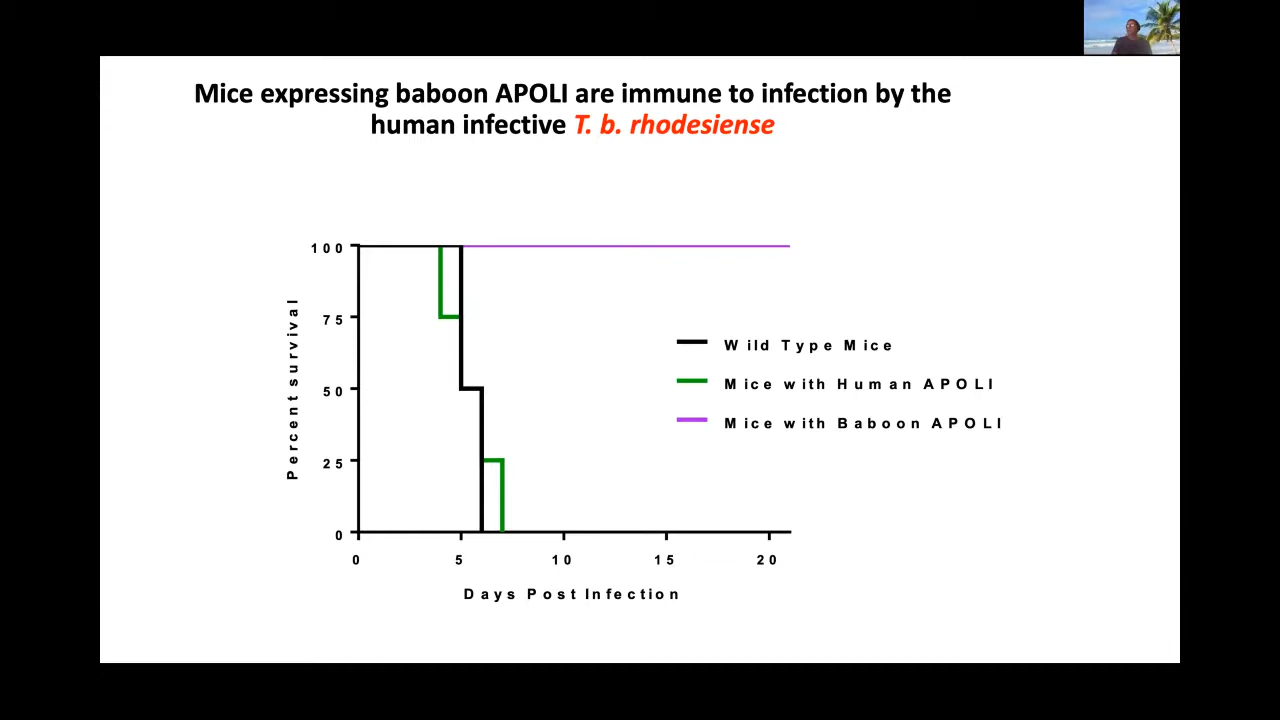 Mice expressing baboon APOLI are immune to infection by the
human infective T. b. rhodesiense
100
75
50
25
0
Percent survival
0 5 10 15 20
Days Post Infection
Wild Type Mice
Mice with Human APOLI
Mice with Baboon APOLI